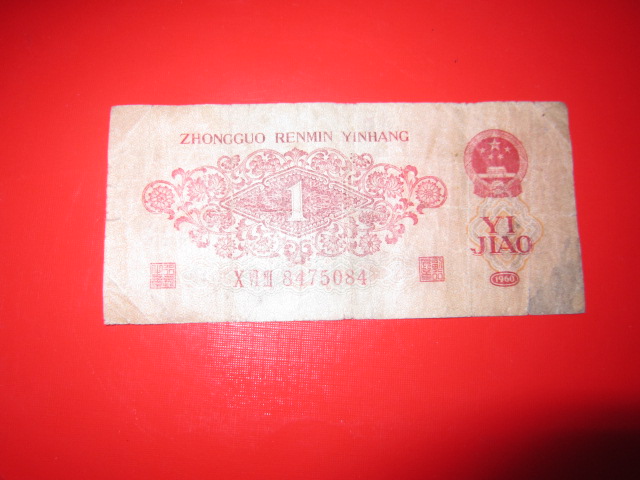 ZHONGGUO RENMIN YINHANG
1
YI
JIAO
8475084
1960